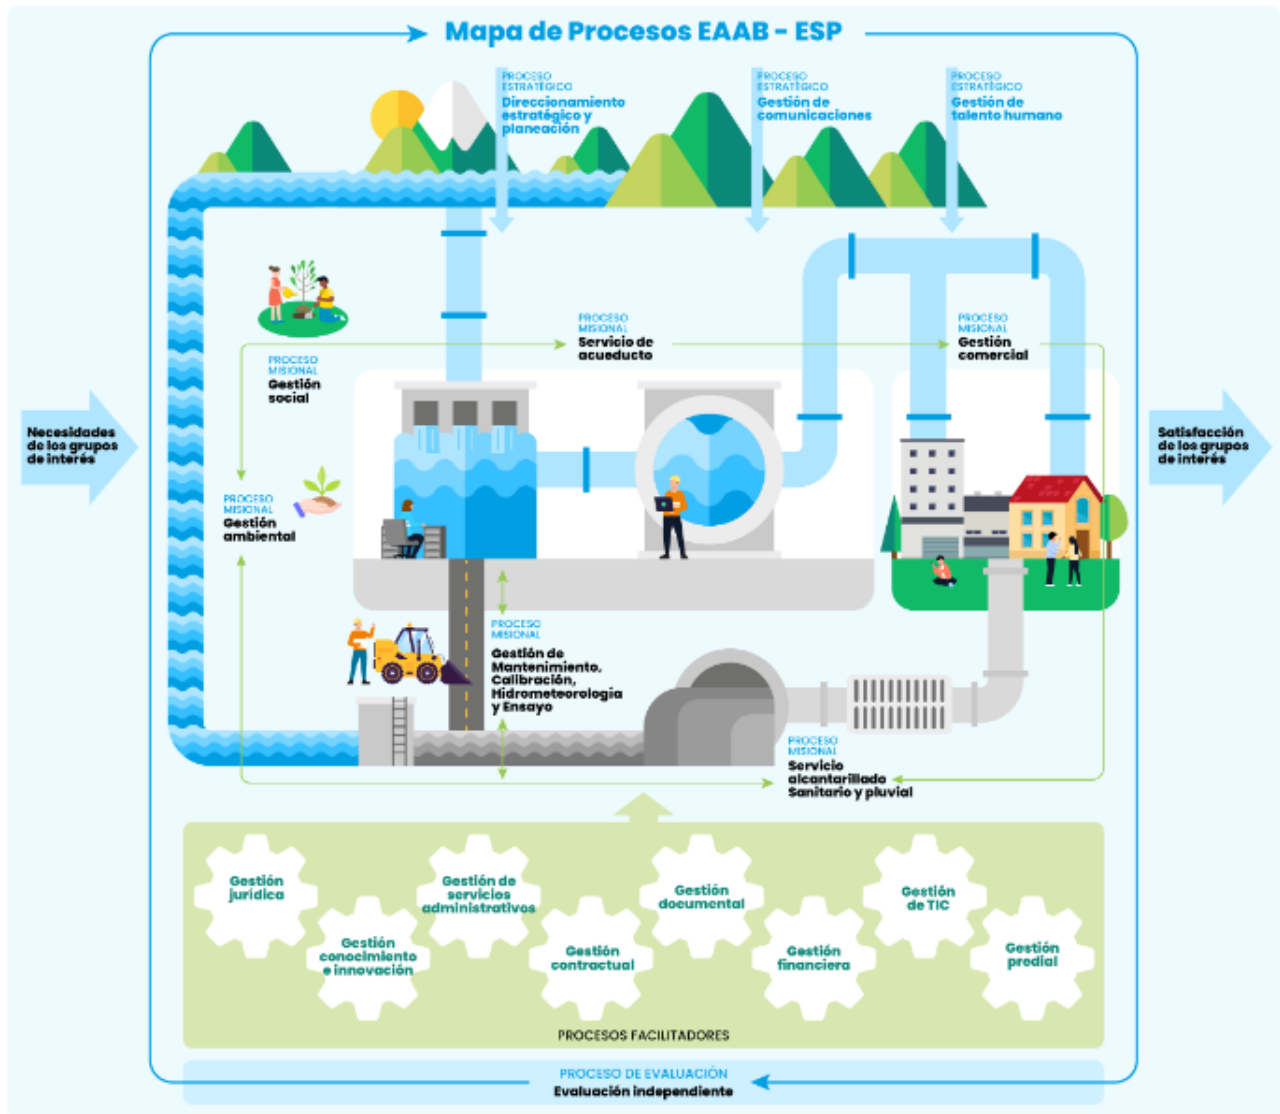 Mapa de Procesos EAAB - ESP
PROCESO
ESTRATÉGICO
Direccionamiento
estratégico y
planeación
PROCESO
ESTRATÉGICO
Gestión de
comunicaciones
PROCESO
ESTRATÉGICO
Gestión de
talento humano
PROCESO
MISIONAL
Servicio de
acueducto
PROCESO
MISIONAL
Gestión
comercial
PROCESO
MISIONAL
Gestión
social
Necesidades
de los grupos
de interés
Satisfacción
de los grupos
de interés
PROCESO
MISIONAL
Gestión
ambiental
PROCESO
MISIONAL
Gestión de
Mantenimiento,
Calibración,
Hidrometeorología
y Ensayo
PROCESO
MISIONAL
Servicio
alcantarillado
Sanitario y pluvial
Gestión
jurídica
Gestión
conocimiento
e innovación
Gestión de
servicios
administrativos
Gestión
contractual
Gestión
documental
Gestión
financiera
Gestión
de TIC
Gestión
predial
PROCESOS FACILITADORES
PROCESO DE EVALUACIÓN
Evaluación independiente